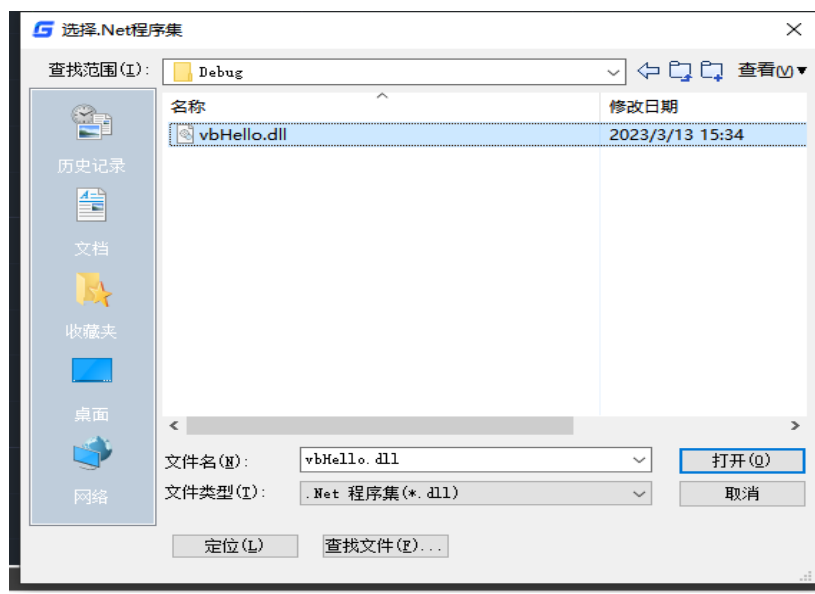 选择.Net程序集
查找范围(I):
Debug
查看(V)
名称
修改日期
vbHello.dll
2023/3/13 15:34
历史记录
文档
收藏夹
桌面
网络
文件名(N):
vbHello.dll
打开(O)
文件类型(T):
.Net 程序集(*.dll)
取消
定位(L)
查找文件(F)...